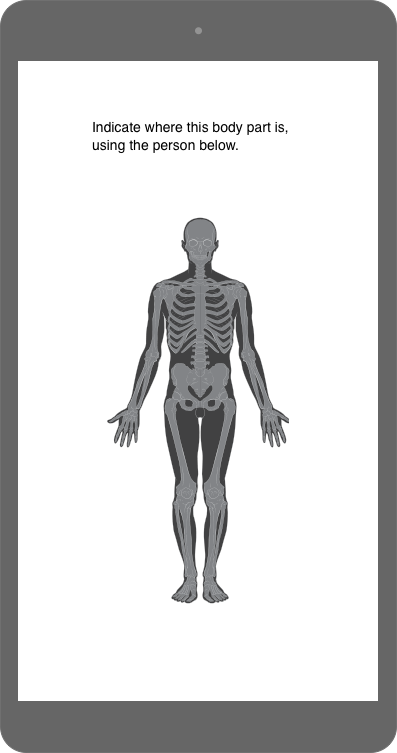 Indicate where this body part is,
using the person below.